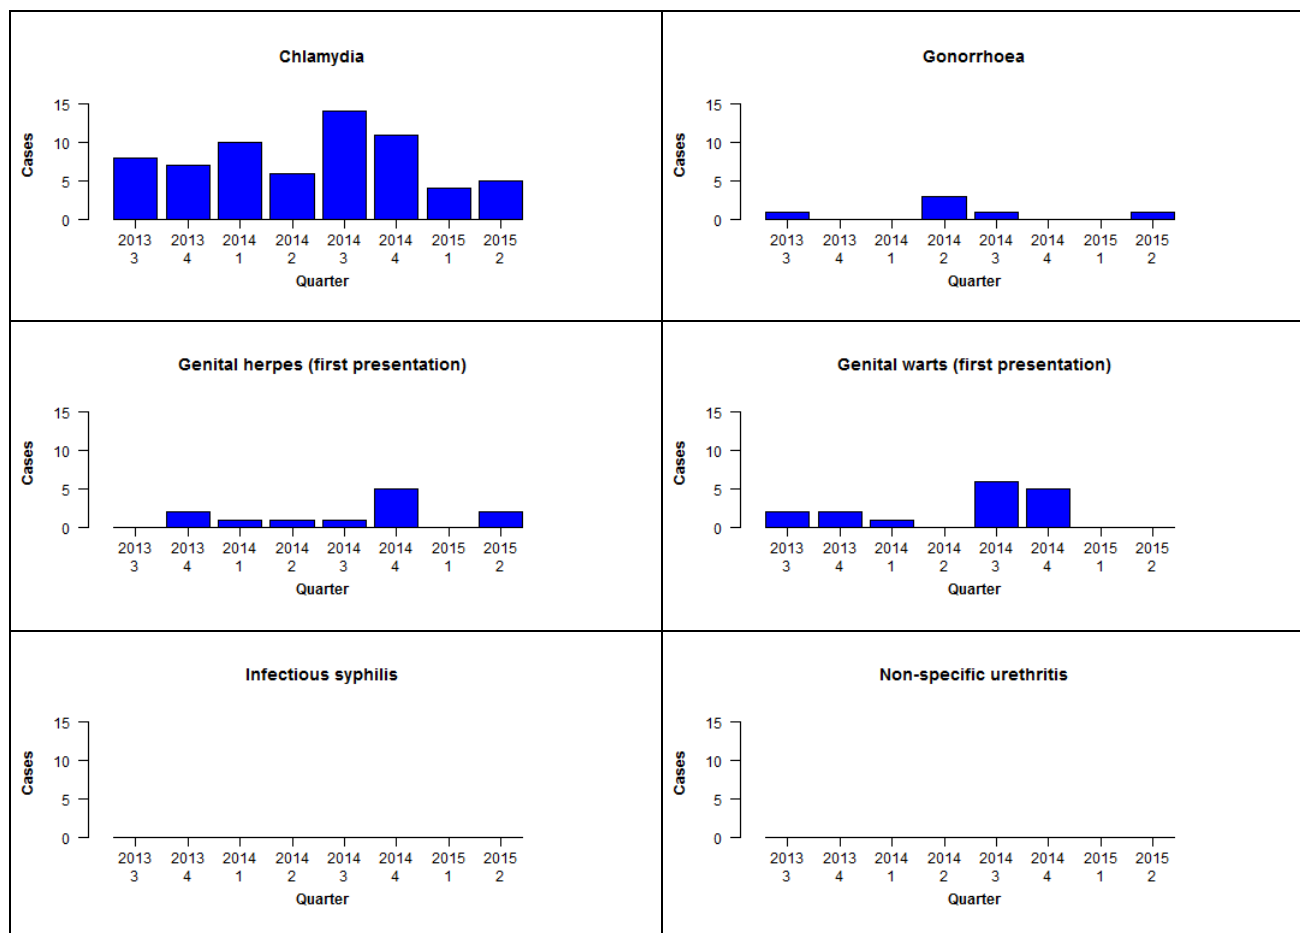 Chlamydia
15
10
5
0
Cases
2013 2013 2014 2014 2014 2014 2015 2015
3 4 1 2 3 4 1 2
Quarter
Gonorrhoea
15
10
5
0
Cases
2013 2013 2014 2014 2014 2014 2015 2015
3 4 1 2 3 4 1 2
Quarter
Genital herpes (first presentation)
15
10
5
0
Cases
2013 2013 2014 2014 2014 2014 2015 2015
3 4 1 2 3 4 1 2
Quarter
Genital warts (first presentation)
15
10
5
0
Cases
2013 2013 2014 2014 2014 2014 2015 2015
3 4 1 2 3 4 1 2
Quarter
Infectious syphilis
15
10
5
0
Cases
2013 2013 2014 2014 2014 2014 2015 2015
3 4 1 2 3 4 1 2
Quarter
Non-specific urethritis
15
10
5
0
Cases
2013 2013 2014 2014 2014 2014 2015 2015
3 4 1 2 3 4 1 2
Quarter